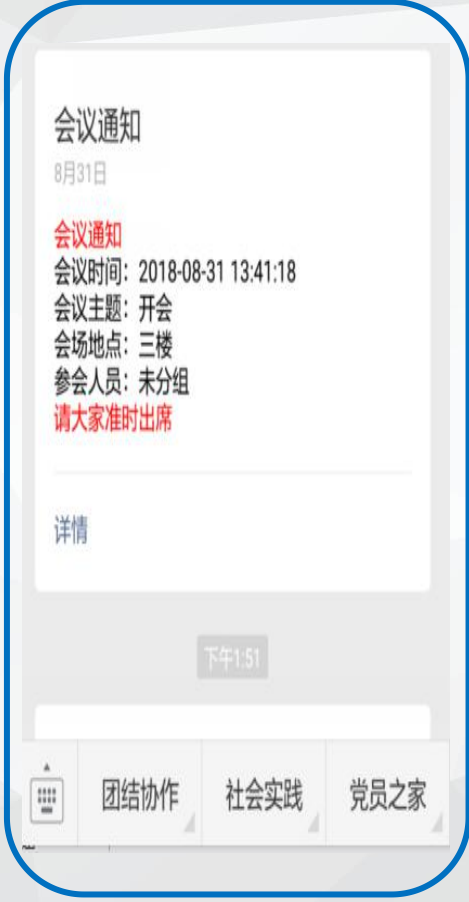 会议通知
8月31日
会议通知
会议时间：2018-08-31 13:41:18
会议主题：开会
会场地点：三楼
参会人员：未分组
请大家准时出席
详情
下午1:51
团结协作
社会实践
党员之家